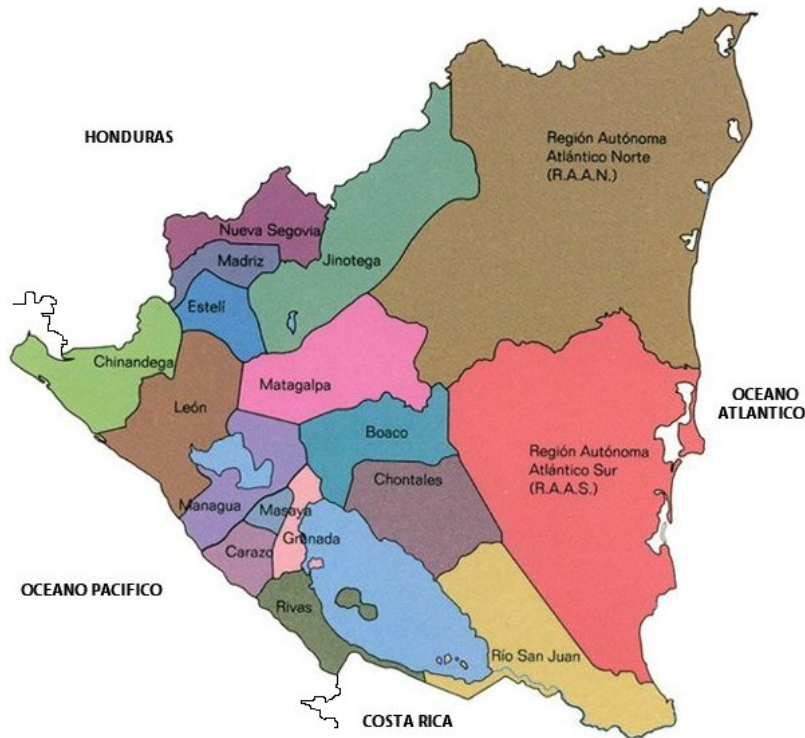 HONDURAS
Región Autónoma
Atlántico Norte
(R.A.A.N.)
Nueva Segovia
Madriz
Jinotega
Estelí
Chinandega
Matagalpa
León
OCEANO
ATLANTICO
Boaco
Región Autónoma
Atlántico Sur
(R.A.A.S.)
Chontales
Managua
Masaya
Granada
Carazo
OCEANO PACIFICO
Rivas
Río San Juan
COSTA RICA